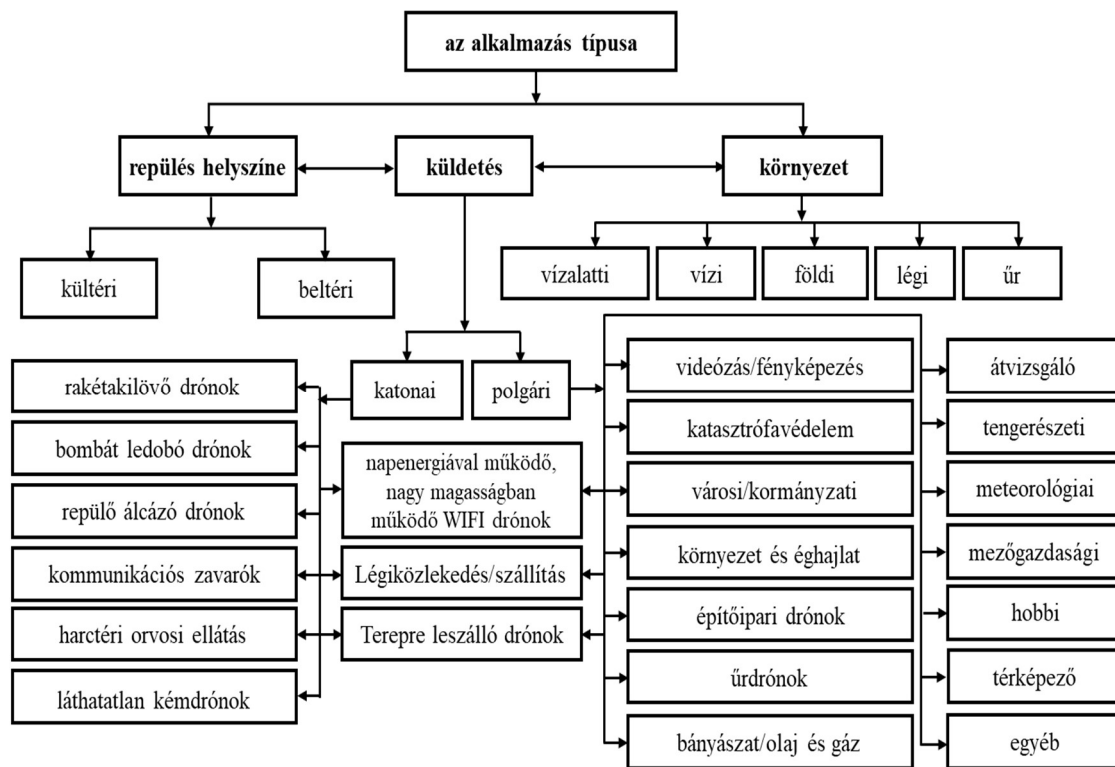 az alkalmazás típusa
repülés helyszíne
küldetés
környezet
kültéri
beltéri
vízalatti
vízi
földi
légi
űr
katonai
polgári
rakétakilövő drónok
bombát ledobó drónok
repülő álcázó drónok
kommunikációs zavarók
harctéri orvosi ellátás
láthatatlan kémdrónok
napenergiával működő,
nagy magasságban
működő WIFI drónok
Légiközlekedés/szállítás
Terepre leszálló drónok
videózás/fényképezés
katasztrófavédelem
városi/kormányzati
környezet és éghajlat
építőipari drónok
űrdrónok
bányászat/olaj és gáz
átvizsgáló
tengerészeti
meteorológiai
mezőgazdasági
hobbi
térképező
egyéb